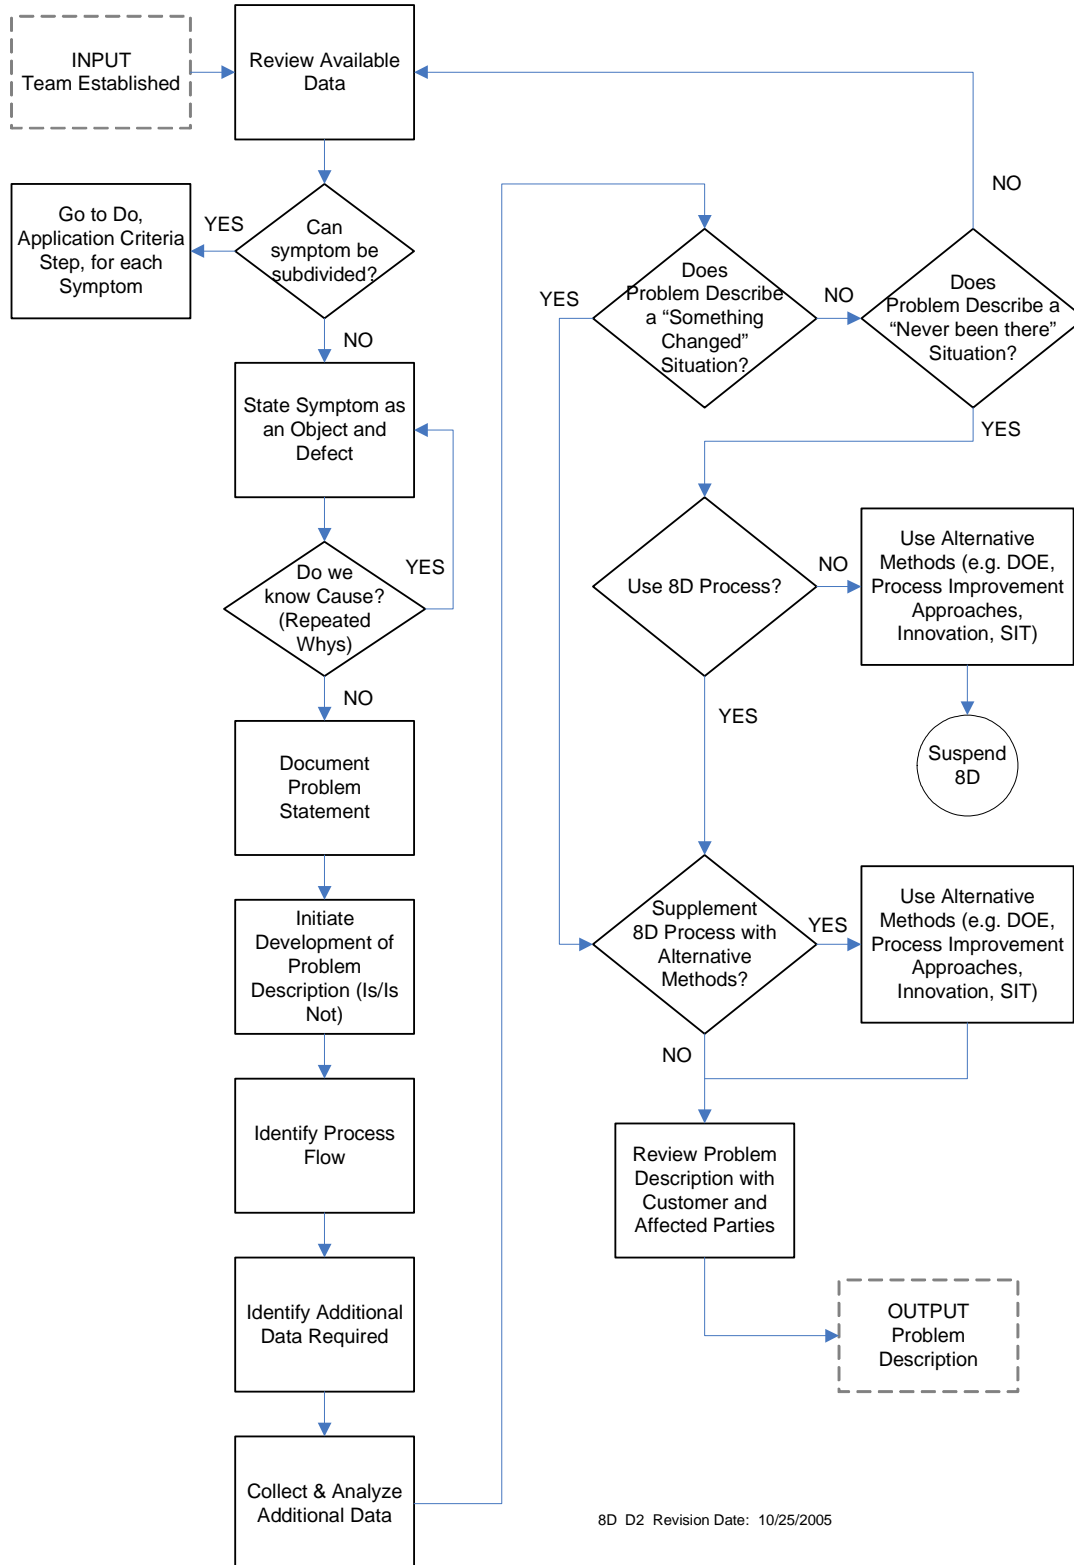 INPUT
Team Established
Review Available
Data
Go to Do,
Application Criteria
Step, for each
Symptom
YES
Can
symptom be
subdivided?
NO
State Symptom as
an Object and
Defect
Do we
know Cause?
(Repeated
Whys)
YES
NO
Document
Problem
Statement
Initiate
Development of
Problem
Description (Is/Is
Not)
Identify Process
Flow
Identify Additional
Data Required
Collect & Analyze
Additional Data
YES
Does
Problem Describe
a “Something
Changed”
Situation?
NO
Does
Problem Describe a
“Never been there”
Situation?
NO
YES
Use 8D Process?
NO
Use Alternative
Methods (e.g. DOE,
Process Improvement
Approaches,
Innovation, SIT)
Suspend
8D
YES
Supplement
8D Process with
Alternative
Methods?
YES
Use Alternative
Methods (e.g. DOE,
Process Improvement
Approaches,
Innovation, SIT)
NO
Review Problem
Description with
Customer and
Affected Parties
OUTPUT
Problem
Description
8D D2 Revision Date: 10/25/2005